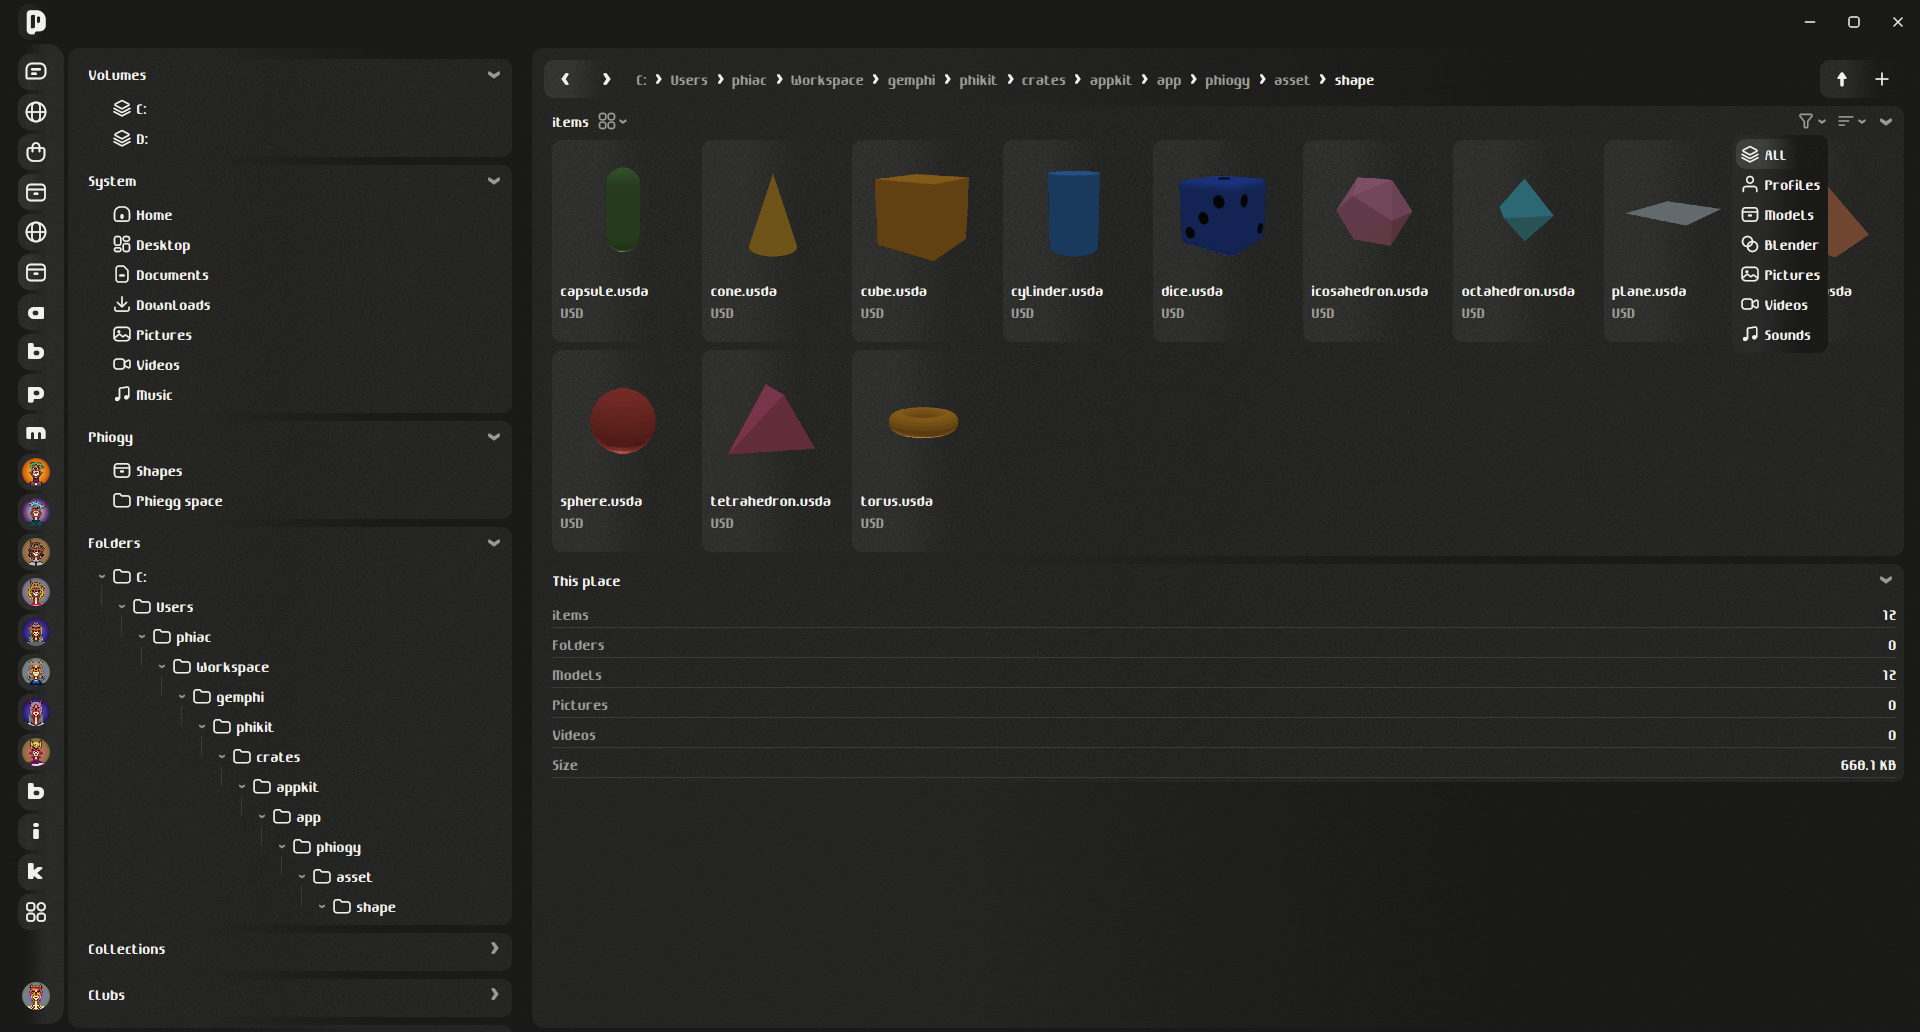 Volumes
C:
D:
System
Home
Desktop
Documents
Downloads
Pictures
Videos
Music
Phiogy
Shapes
Phiegg space
Folders
C:
Users
phiac
Workspace
gemphi
phikit
crates
appkit
app
phiogy
asset
shape
Collections
Clubs
C: Users phiac Workspace gemphi phikit crates appkit app phiogy asset shape
items
capsule.usda
USD
cone.usda
USD
cube.usda
USD
cylinder.usda
USD
dice.usda
USD
icosahedron.usda
USD
octahedron.usda
USD
plane.usda
USD
sda
All
Profiles
Models
Blender
Pictures
Videos
Sounds
sphere.usda
USD
tetrahedron.usda
USD
torus.usda
USD
This place
items 12
Folders 0
Models 12
Pictures 0
Videos 0
Size 660.1 KB
a
b
p
m
b
i
k